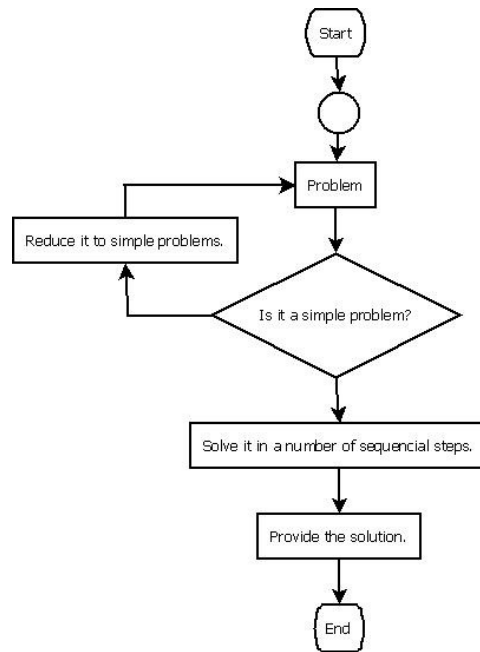 Start
Problem
Reduce it to simple problems.
Is it a simple problem?
Solve it in a number of sequencial steps.
Provide the solution.
End